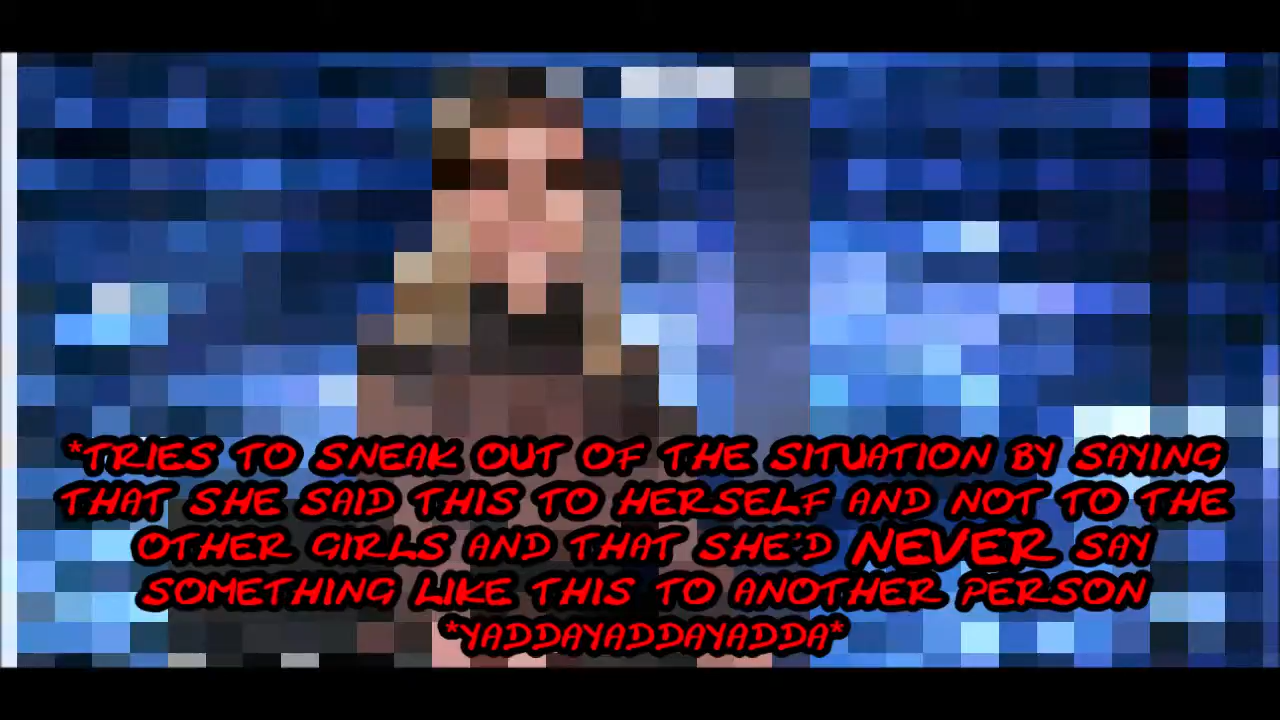 *TRIES TO SNEAK OUT OF THE SITUATION BY SAYING
THAT SHE SAID THIS TO HERSELF AND NOT TO THE
OTHER GIRLS AND THAT SHE'D NEVER SAY
SOMETHING LIKE THIS TO ANOTHER PERSON
*YADDAYADDAYADDA*